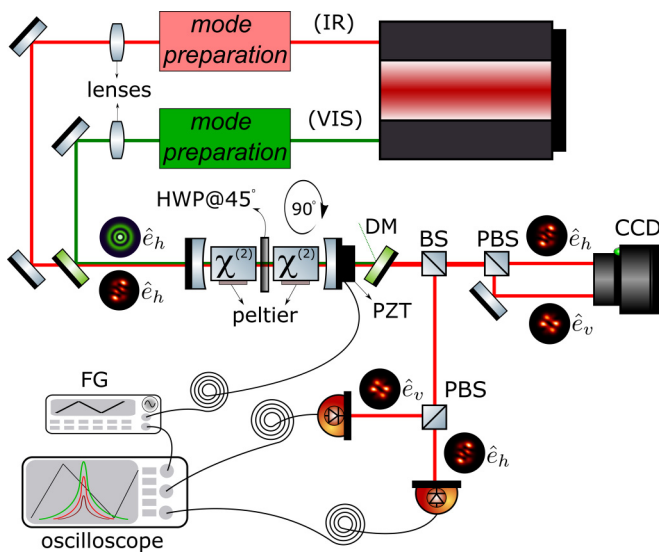 mode
preparation
(IR)
lenses
mode
preparation
(VIS)
HWP@45°
90°
DM
BS
PBS
ê_h
CCD
ê_h
χ⁽²⁾
χ⁽²⁾
ê_h
peltier
PZT
ê_v
FG
ê_v
PBS
ê_h
oscilloscope